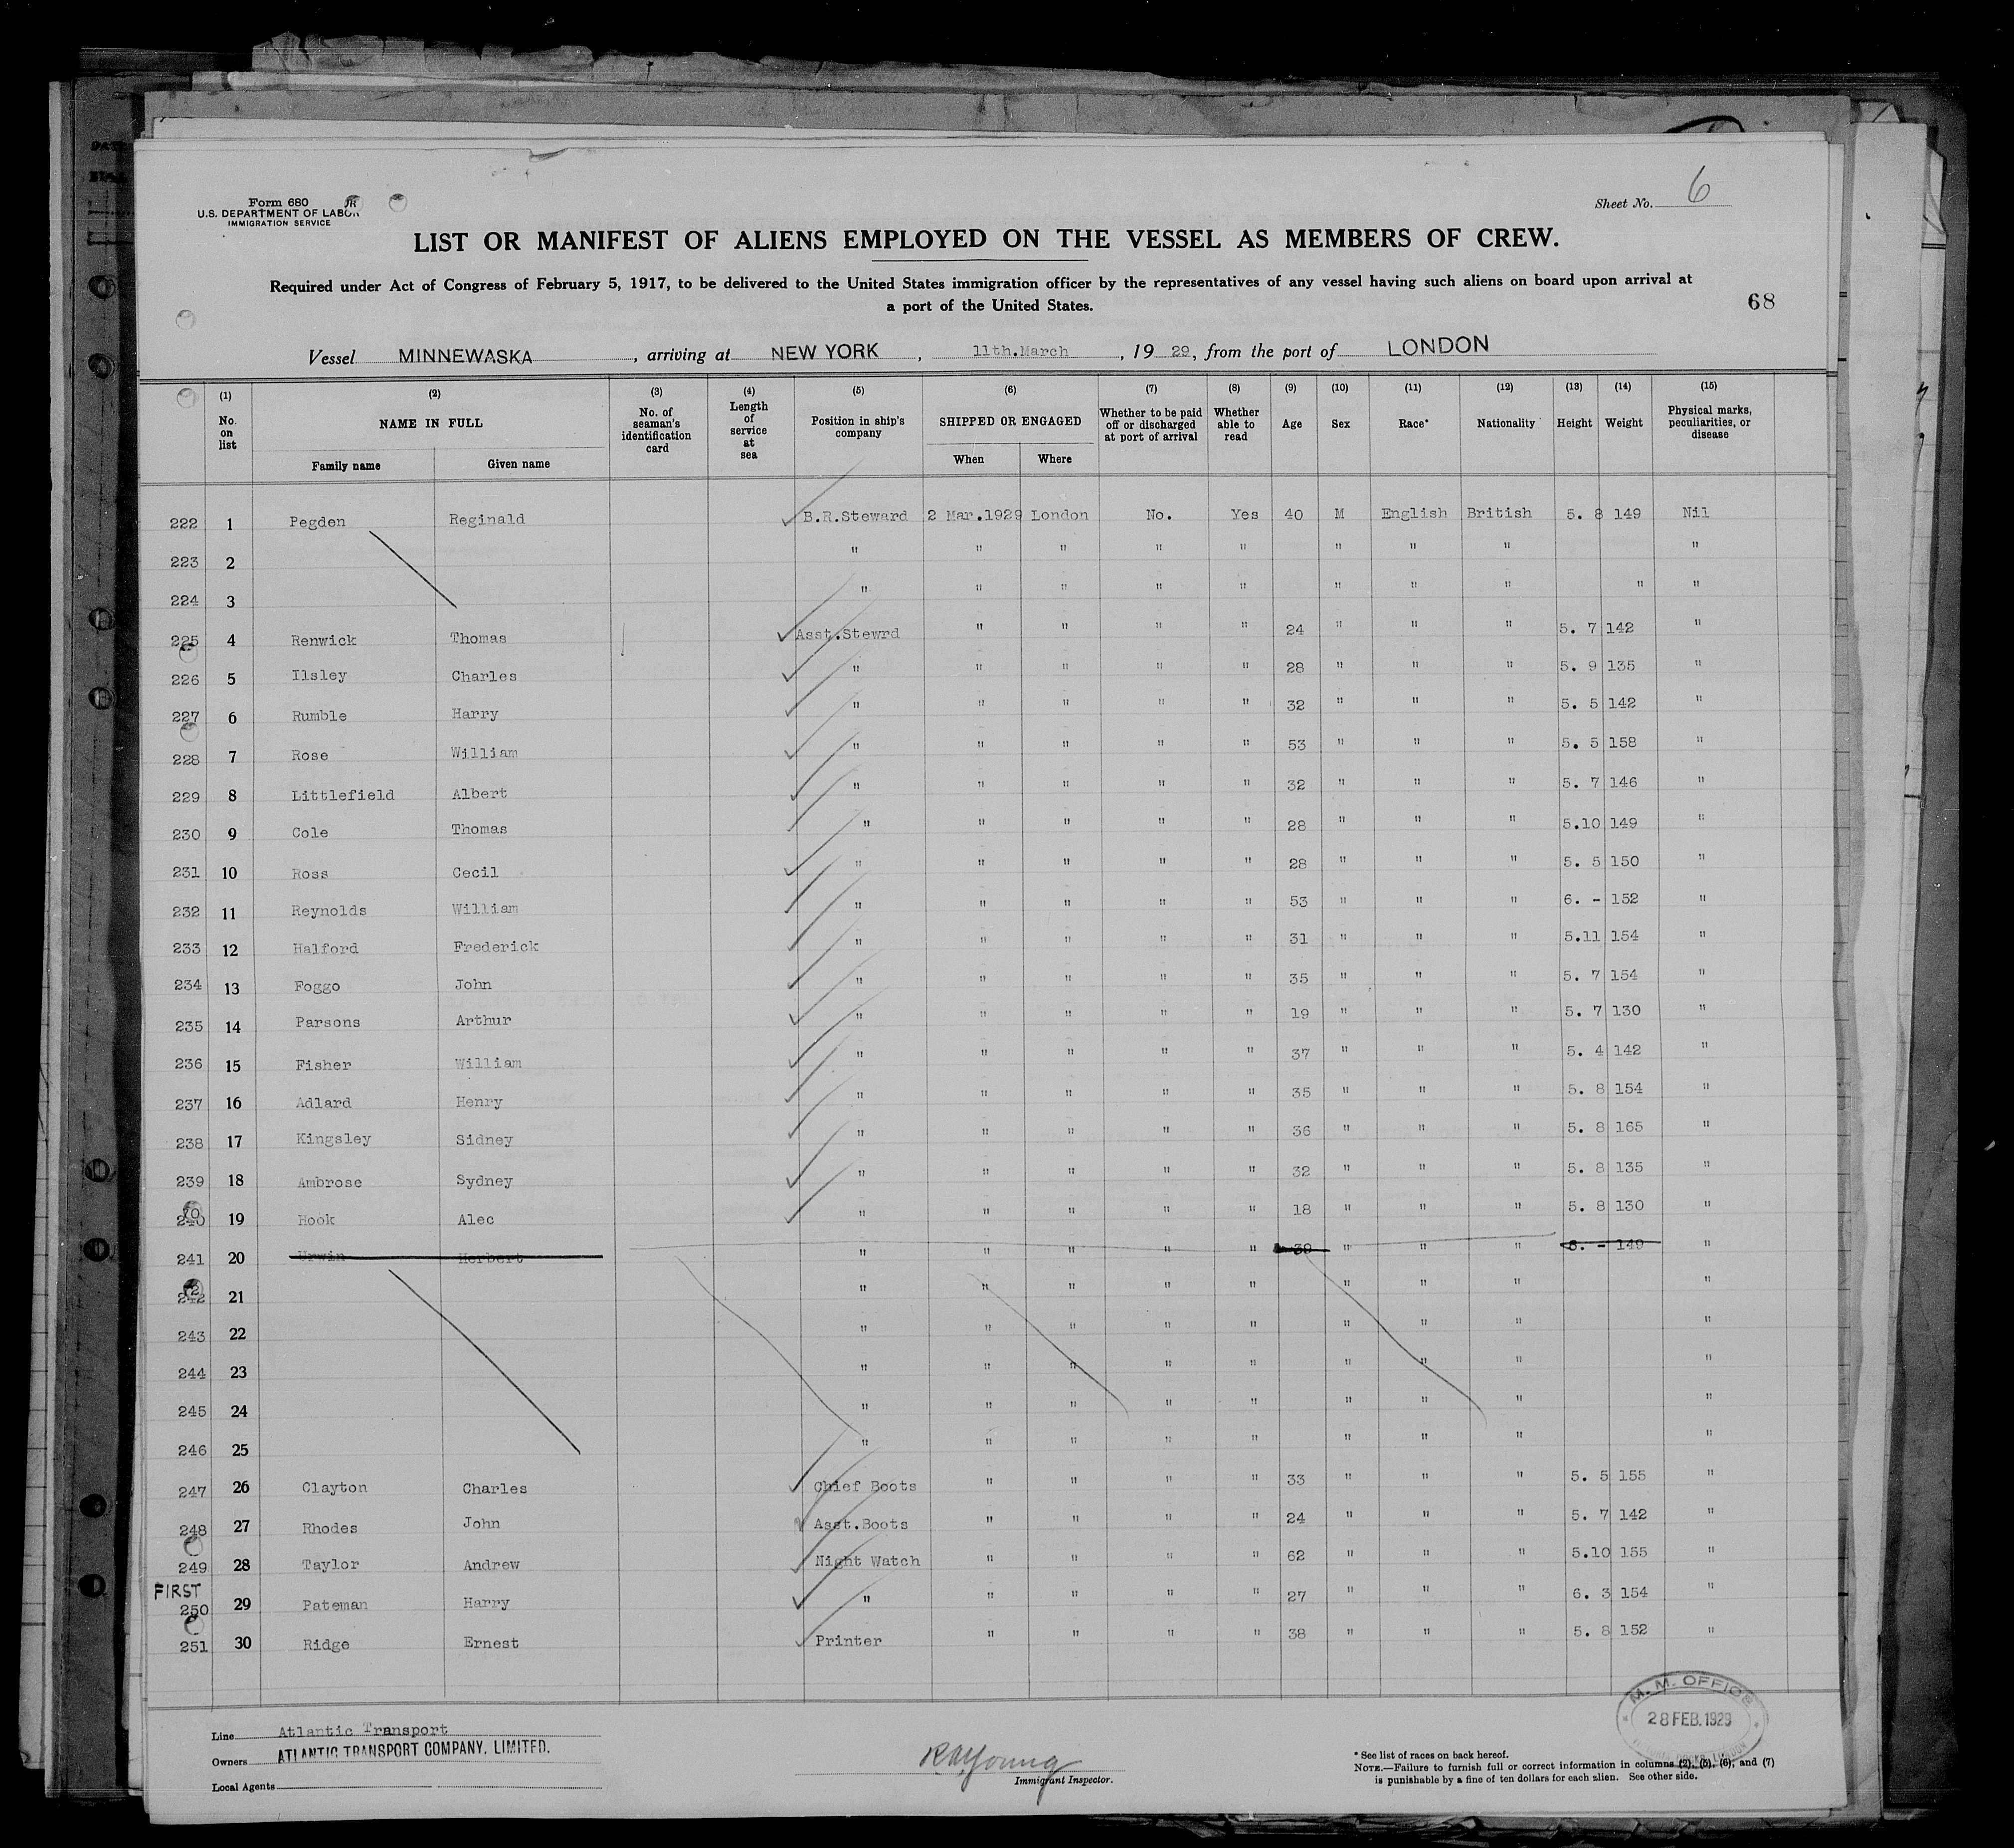 Form 680
U.S. DEPARTMENT OF LABOR
IMMIGRATION SERVICE
Sheet No. 6
LIST OR MANIFEST OF ALIENS EMPLOYED ON THE VESSEL AS MEMBERS OF CREW.
Required under Act of Congress of February 5, 1917, to be delivered to the United States immigration officer by the representatives of any vessel having such aliens on board upon arrival at
a port of the United States.
68
Vessel MINNEWASKA, arriving at NEW YORK, 11th.March, 19 29, from the port of LONDON
(1) (2) (3) (4) (5) (6) (7) (8) (9) (10) (11) (12) (13) (14) (15)
No. on list NAME IN FULL Family name Given name No. of seaman's identification card Length of service at sea Position in ship's company SHIPPED OR ENGAGED When Where Whether to be paid off or discharged at port of arrival Whether able to read Age Sex Race* Nationality Height Weight Physical marks, peculiarities, or disease
222 1 Pegden Reginald B.R.Steward 2 Mar.1929 London No. Yes 40 M English British 5. 8 149 Nil
223 2 " " " " " " " " "
224 3 " " " " " " " " " "
225 4 Renwick Thomas Asst.Stewrd " " " " 24 " " " 5. 7 142 "
226 5 Ilsley Charles " " " " " 28 " " " 5. 9 135 "
227 6 Rumble Harry " " " " " 32 " " " 5. 5 142 "
228 7 Rose William " " " " " 53 " " " 5. 5 158 "
229 8 Littlefield Albert " " " " " 32 " " " 5. 7 146 "
230 9 Cole Thomas " " " " " 28 " " " 5.10 149 "
231 10 Ross Cecil " " " " " 28 " " " 5. 5 150 "
232 11 Reynolds William " " " " " 53 " " " 6. - 152 "
233 12 Halford Frederick " " " " " 31 " " " 5.11 154 "
234 13 Foggo John " " " " " 35 " " " 5. 7 154 "
235 14 Parsons Arthur " " " " " 19 " " " 5. 7 130 "
236 15 Fisher William " " " " " 37 " " " 5. 4 142 "
237 16 Adlard Henry " " " " " 35 " " " 5. 8 154 "
238 17 Kingsley Sidney " " " " " 36 " " " 5. 8 165 "
239 18 Ambrose Sydney " " " " " 32 " " " 5. 8 135 "
240 19 Hook Alec " " " " " 18 " " " 5. 8 130 "
241 20 Urwin Herbert " " " " " 39 " " " 6. - 149 "
242 21 " " " " " " " " "
243 22 " " " " " " " " "
244 23 " " " " " " " " "
245 24 " " " " " " " " "
246 25 " " " " " " " " "
247 26 Clayton Charles Chief Boots " " " " 33 " " " 5. 5 155 "
248 27 Rhodes John Asst.Boots " " " " 24 " " " 5. 7 142 "
249 28 Taylor Andrew Night Watch " " " " 62 " " " 5.10 155 "
FIRST
250 29 Pateman Harry " " " " " 27 " " " 6. 3 154 "
251 30 Ridge Ernest Printer " " " " 38 " " " 5. 8 152 "
M. M. OFFICE
28 FEB. 1929
Line Atlantic Transport
Owners ATLANTIC TRANSPORT COMPANY, LIMITED.
Local Agents
R M Young
Immigrant Inspector.
* See list of races on back hereof.
NOTE.—Failure to furnish full or correct information in columns (2), (5), (6), and (7)
is punishable by a fine of ten dollars for each alien. See other side.